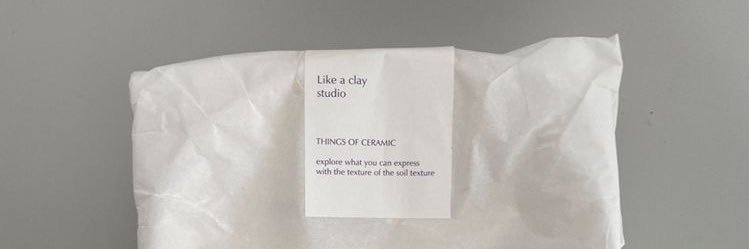 Like a clay
studio
THINGS OF CERAMIC
explore what you can express
with the texture of the soil texture